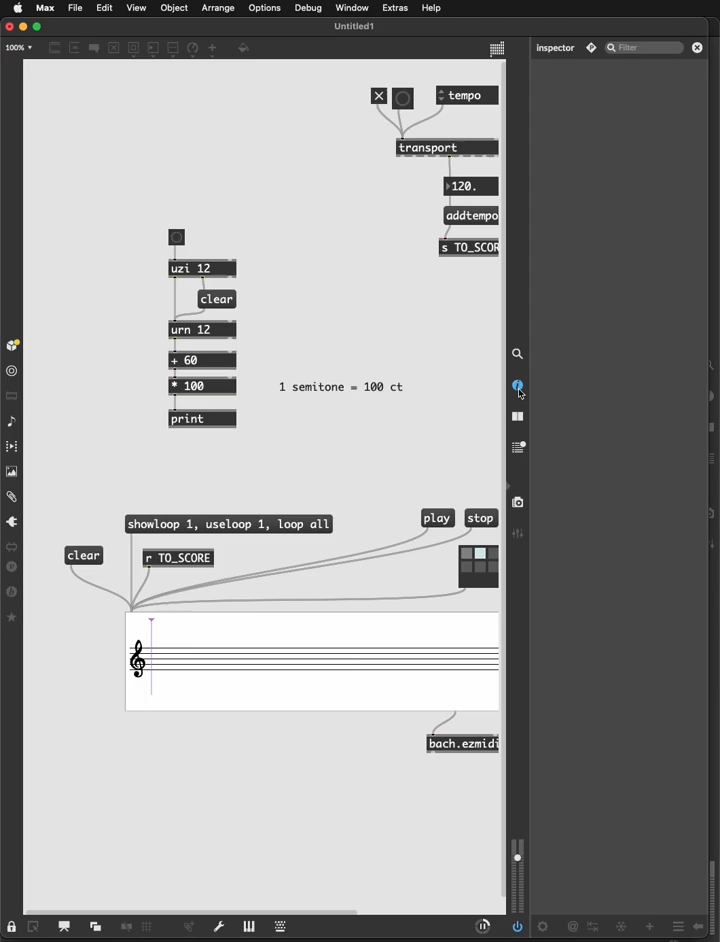 Max File Edit View Object Arrange Options Debug Window Extras Help
Untitled1
100%
inspector
Filter
tempo
transport
120.
addtempo
s TO_SCOR
uzi 12
clear
urn 12
+ 60
* 100
1 semitone = 100 ct
print
showloop 1, useloop 1, loop all
play
stop
clear
r TO_SCORE
bach.ezmidi